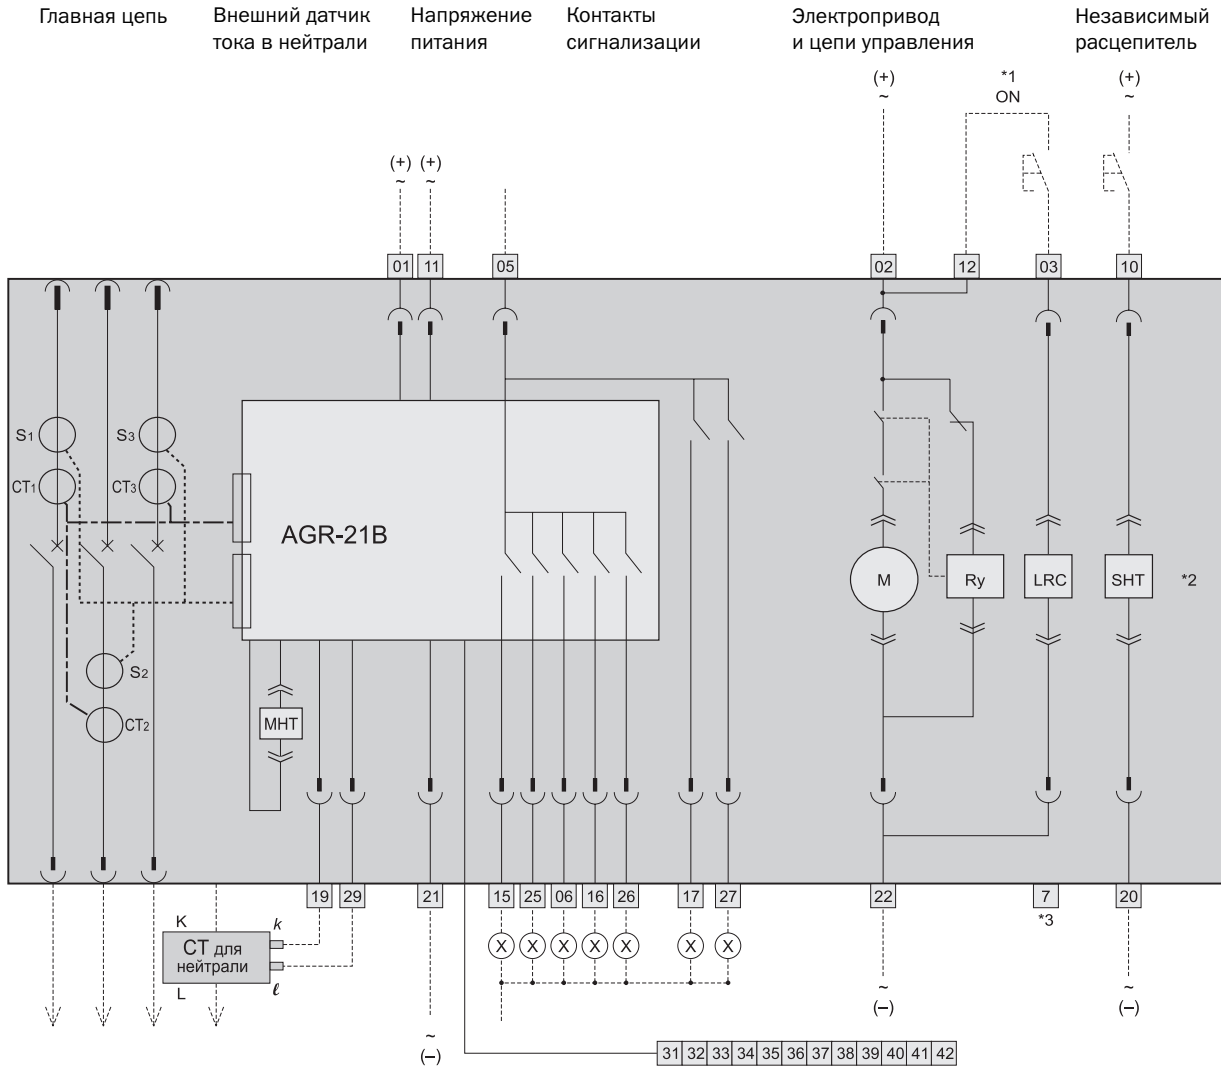 Главная цепь
Внешний датчик
тока в нейтрали
Напряжение
питания
Контакты
сигнализации
Электропривод
и цепи управления
Независимый
расцепитель
(+)
~
*1
ON
(+)
~
(+) (+)
~ ~
01 11 05 02 12 03 10
S1 S3
CT1 CT3
AGR-21B
M Ry LRC SHT *2
S2
CT2
MHT
19 29 21 15 25 06 16 26 17 27 22 7 20
*3
K k
CT для
нейтрали
L ℓ
X X X X X X X
~
(–)
~
(–)
~
(–)
31 32 33 34 35 36 37 38 39 40 41 42